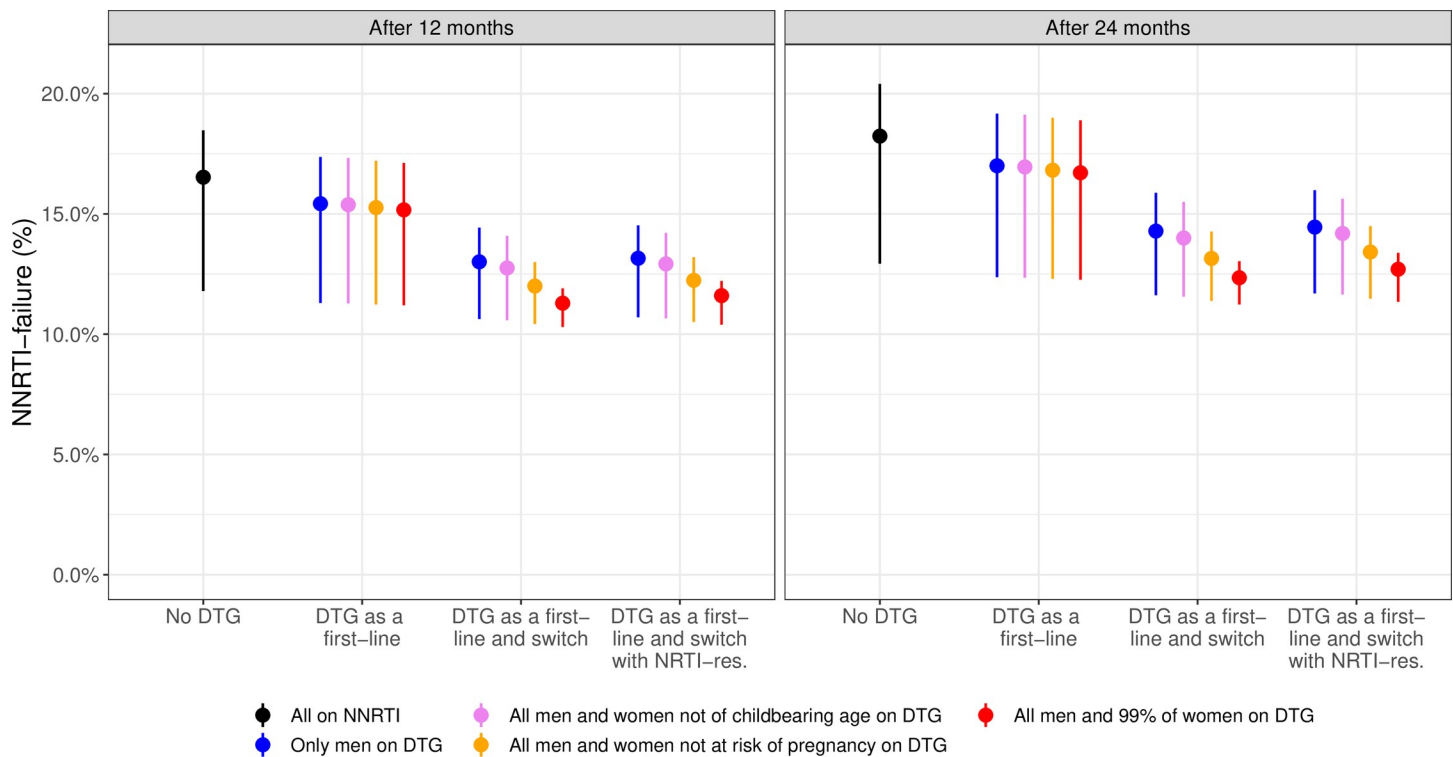 After 12 months
After 24 months
NNRTI−failure (%)
20.0%
15.0%
10.0%
5.0%
0.0%
No DTG
DTG as a
first−line
DTG as a first−
line and switch
DTG as a first−
line and switch
with NRTI−res.
No DTG
DTG as a
first−line
DTG as a first−
line and switch
DTG as a first−
line and switch
with NRTI−res.
All on NNRTI
Only men on DTG
All men and women not of childbearing age on DTG
All men and women not at risk of pregnancy on DTG
All men and 99% of women on DTG